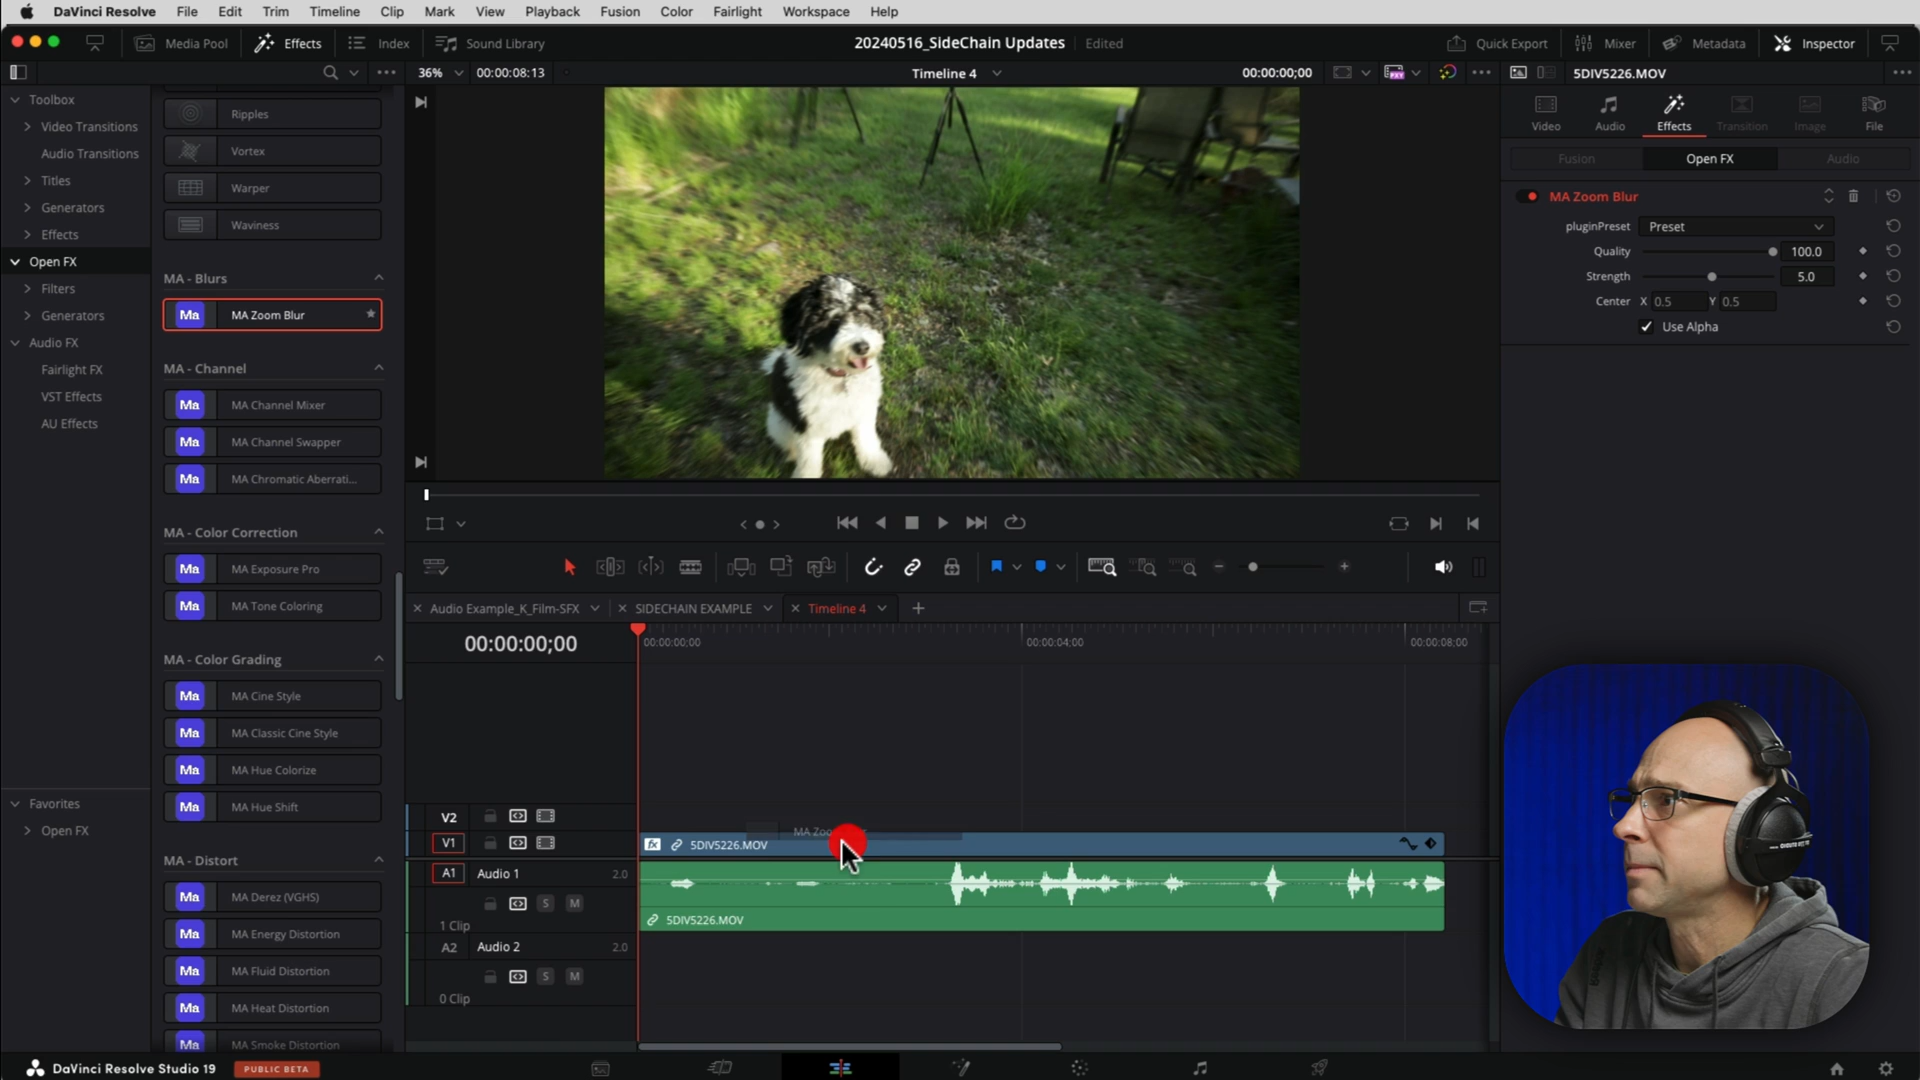 DaVinci Resolve File Edit Trim Timeline Clip Mark View Playback Fusion Color Fairlight Workspace Help
Media Pool Effects Index Sound Library 20240516_SideChain Updates Edited Quick Export Mixer Metadata Inspector
36% 00:00:08:13 Timeline 4 00:00:00;00 5DIV5226.MOV
Toolbox
Video Transitions
Audio Transitions
Titles
Generators
Effects
Open FX
Filters
Generators
Audio FX
Fairlight FX
VST Effects
AU Effects
Favorites
Open FX
Ripples
Vortex
Warper
Waviness
MA - Blurs
Ma MA Zoom Blur
MA - Channel
Ma MA Channel Mixer
Ma MA Channel Swapper
Ma MA Chromatic Aberrati...
MA - Color Correction
Ma MA Exposure Pro
Ma MA Tone Coloring
MA - Color Grading
Ma MA Cine Style
Ma MA Classic Cine Style
Ma MA Hue Colorize
Ma MA Hue Shift
MA - Distort
Ma MA Derez (VGHS)
Ma MA Energy Distortion
Ma MA Fluid Distortion
Ma MA Heat Distortion
Ma MA Smoke Distortion
Video Audio Effects Transition Image File
Fusion Open FX Audio
MA Zoom Blur
pluginPreset Preset
Quality 100.0
Strength 5.0
Center X 0.5 Y 0.5
Use Alpha
Audio Example_K_Film-SFX SIDECHAIN EXAMPLE Timeline 4
00:00:00;00 00:00:00;00 00:00:04;00 00:00:08;00
V2
V1 5DIV5226.MOV
A1 Audio 1 2.0
S M
1 Clip 5DIV5226.MOV
A2 Audio 2 2.0
S M
0 Clip
DaVinci Resolve Studio 19 PUBLIC BETA